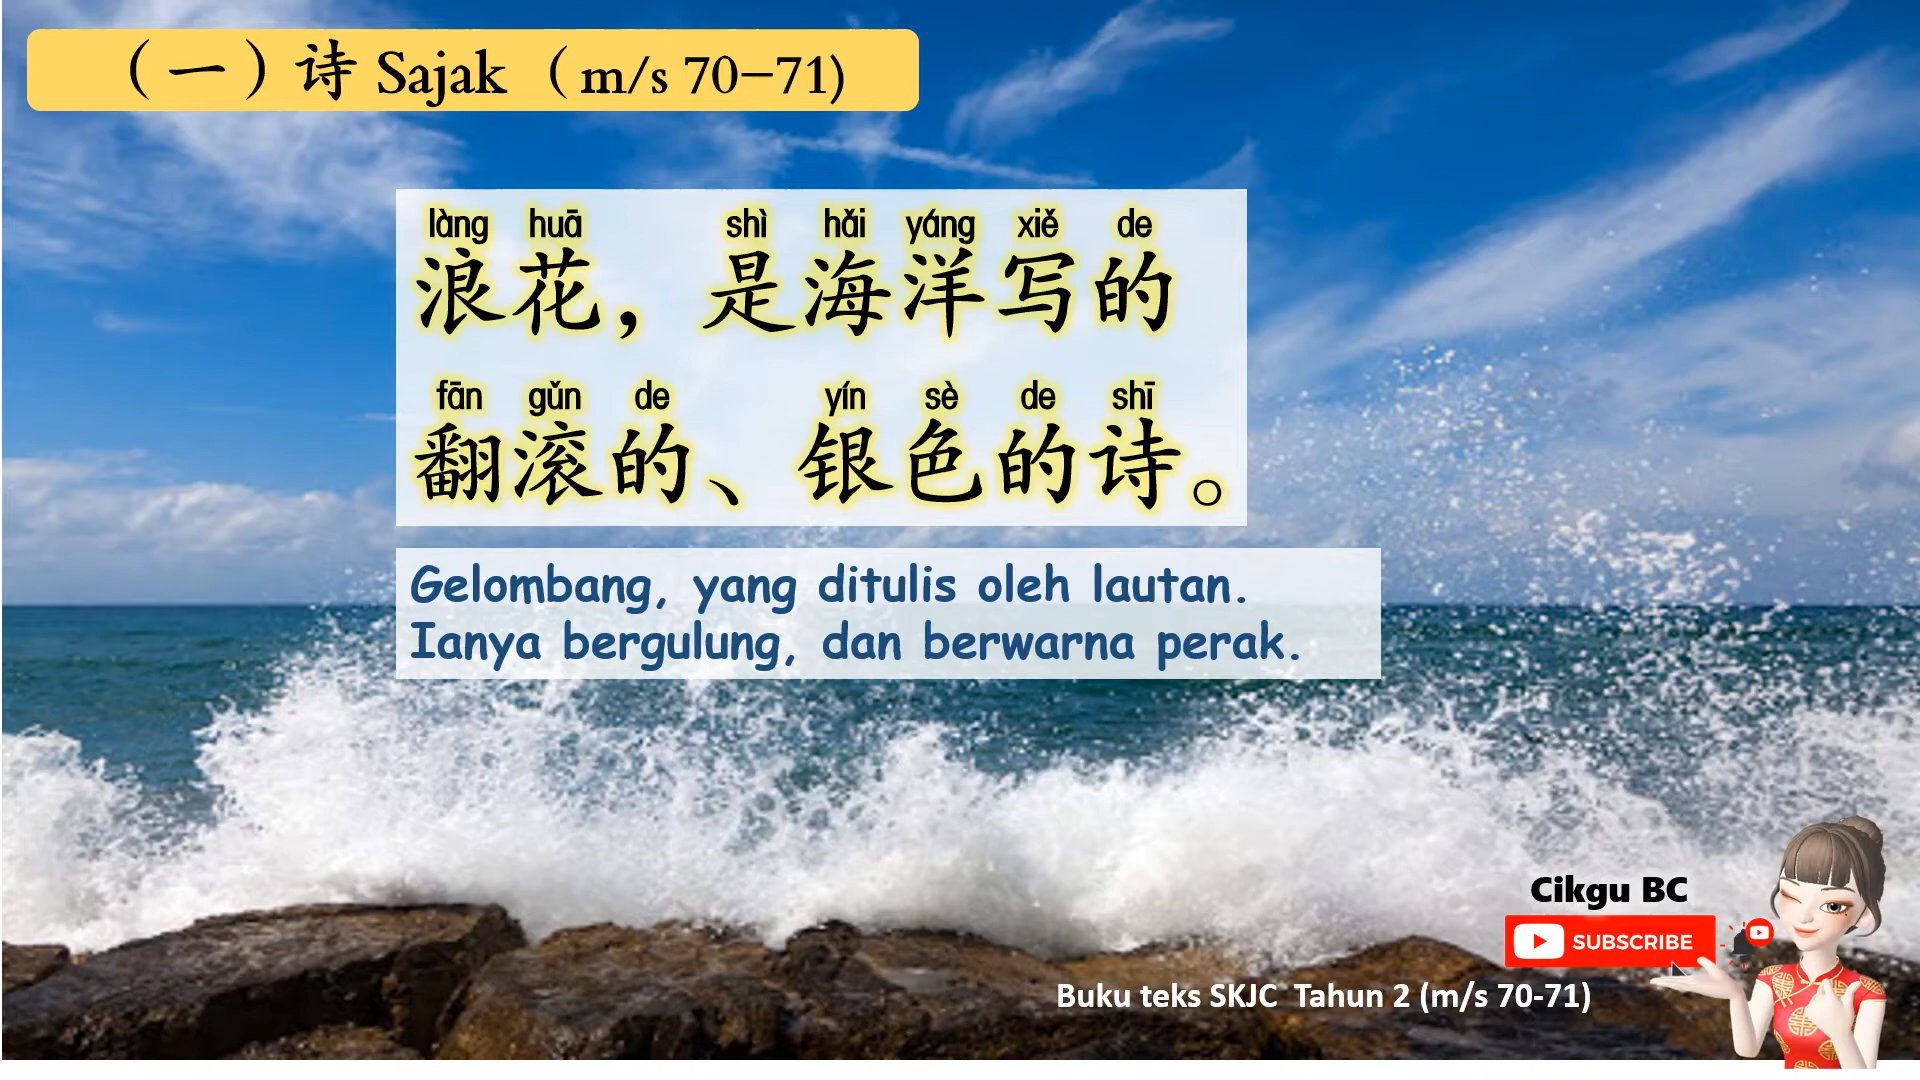 （一）诗 Sajak （m/s 70–71)
làng huā shì hǎi yáng xiě de
浪花，是海洋写的
fān gǔn de yín sè de shī
翻滚的、银色的诗。
Gelombang, yang ditulis oleh lautan.
Ianya bergulung, dan berwarna perak.
Cikgu BC
SUBSCRIBE
Buku teks SKJC Tahun 2 (m/s 70-71)